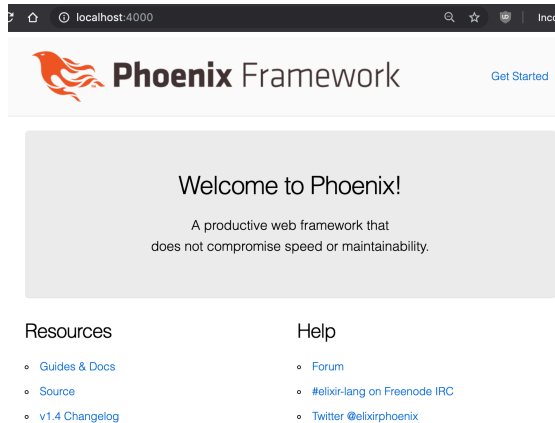 localhost:4000
Inco
Phoenix Framework
Get Started
Welcome to Phoenix!
A productive web framework that
does not compromise speed or maintainability.
Resources
Help
Guides & Docs
Forum
Source
#elixir-lang on Freenode IRC
v1.4 Changelog
Twitter @elixirphoenix